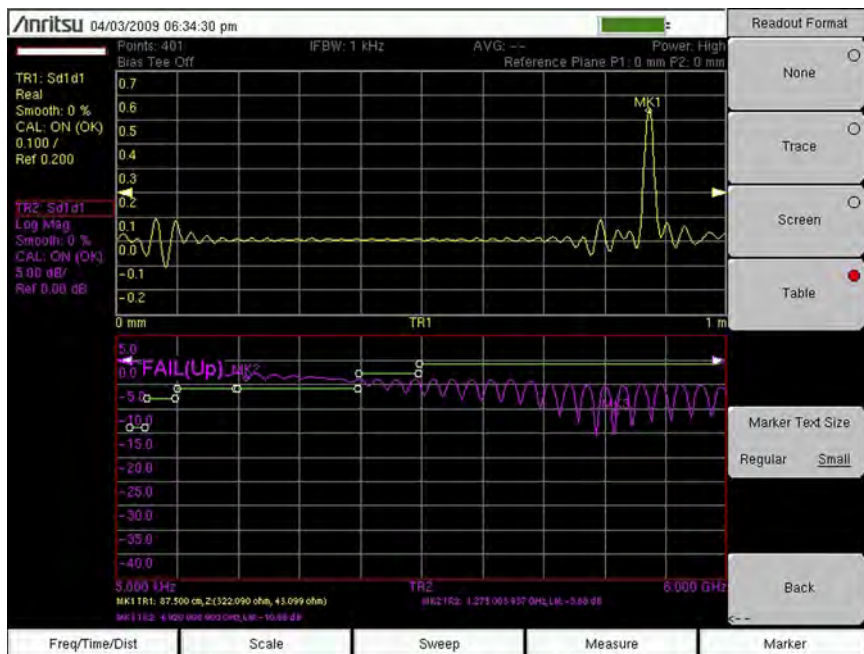 Anritsu 04/03/2009 06:34:30 pm
Points: 401 IFBW: 1 kHz AVG: -- Power: High
Bias Tee Off Reference Plane P1: 0 mm P2: 0 mm
TR1: Sd1d1
Real
Smooth: 0 %
CAL: ON (OK)
0.100 /
Ref 0.200
TR2: Sd1d1
Log Mag
Smooth: 0 %
CAL: ON (OK)
5.00 dB/
Ref 0.00 dB
0.7
0.6
0.5
0.4
0.3
0.2
0.1
0.0
-0.1
-0.2
MK1
0 mm TR1 1 m
5.0
0.0
FAIL(Up)
MK2
-5.0
-10.0
-15.0
-20.0
-25.0
-30.0
-35.0
-40.0
5.000 kHz TR2 6.000 GHz
MK1 TR1: 87.500 cm, Z:(322.090 ohm, 43.099 ohm)
Readout Format
None
Trace
Screen
Table
Marker Text Size
Regular Small
Back
<--
Freq/Time/Dist Scale Sweep Measure Marker